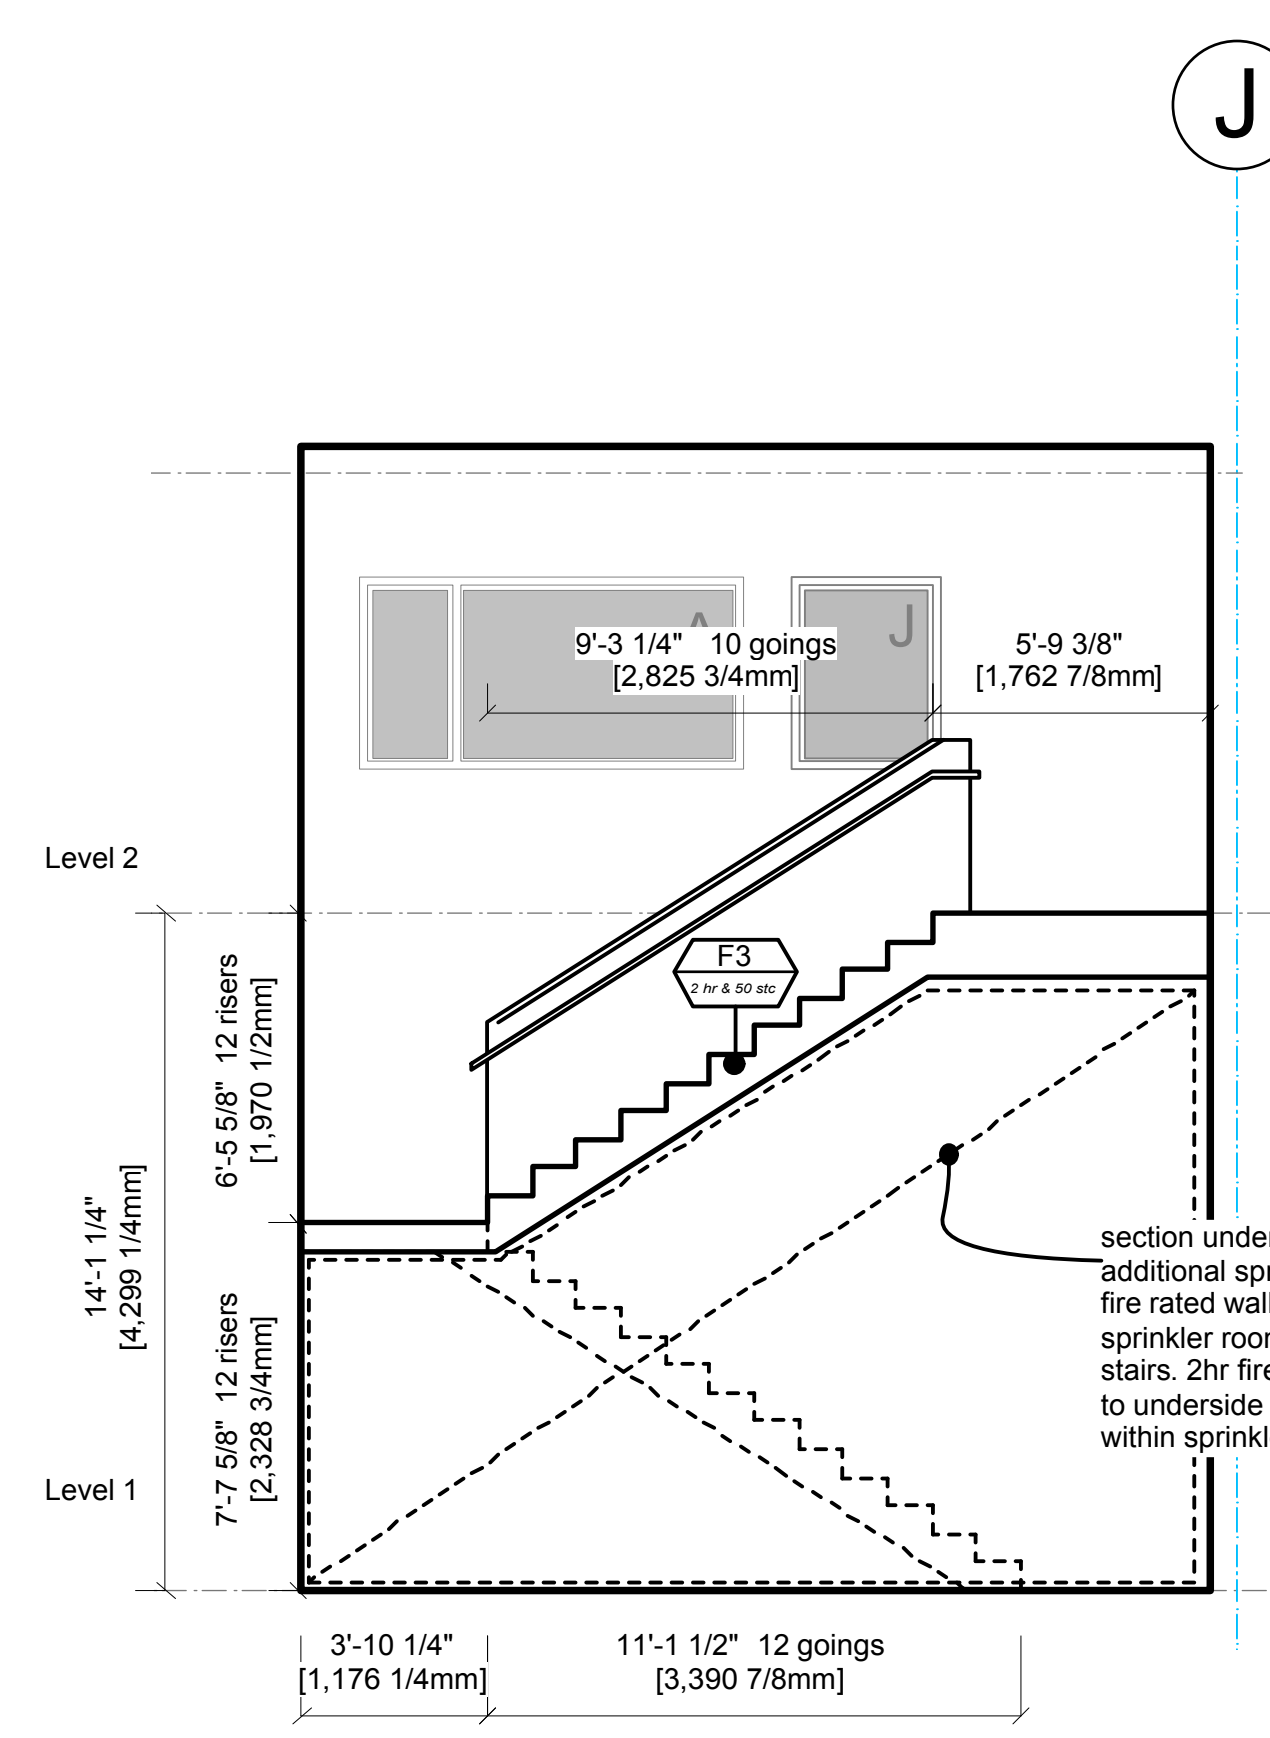 J
A
J
9'-3 1/4" 10 goings
[2,825 3/4mm]
5'-9 3/8"
[1,762 7/8mm]
Level 2
F3
2 hr & 50 stc
6'-5 5/8" 12 risers
[1,970 1/2mm]
14'-1 1/4"
[4,299 1/4mm]
7'-7 5/8" 12 risers
[2,328 3/4mm]
section under
additional spr
fire rated wall
sprinkler room
stairs. 2hr fire
to underside
within sprinkl
Level 1
3'-10 1/4"
[1,176 1/4mm]
11'-1 1/2" 12 goings
[3,390 7/8mm]